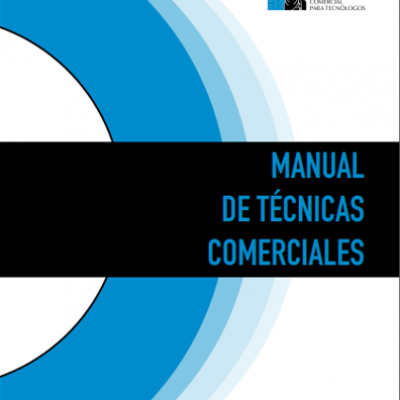 COMERCIAL
PARA TECNÓLOGOS
MANUAL
DE TÉCNICAS
COMERCIALES